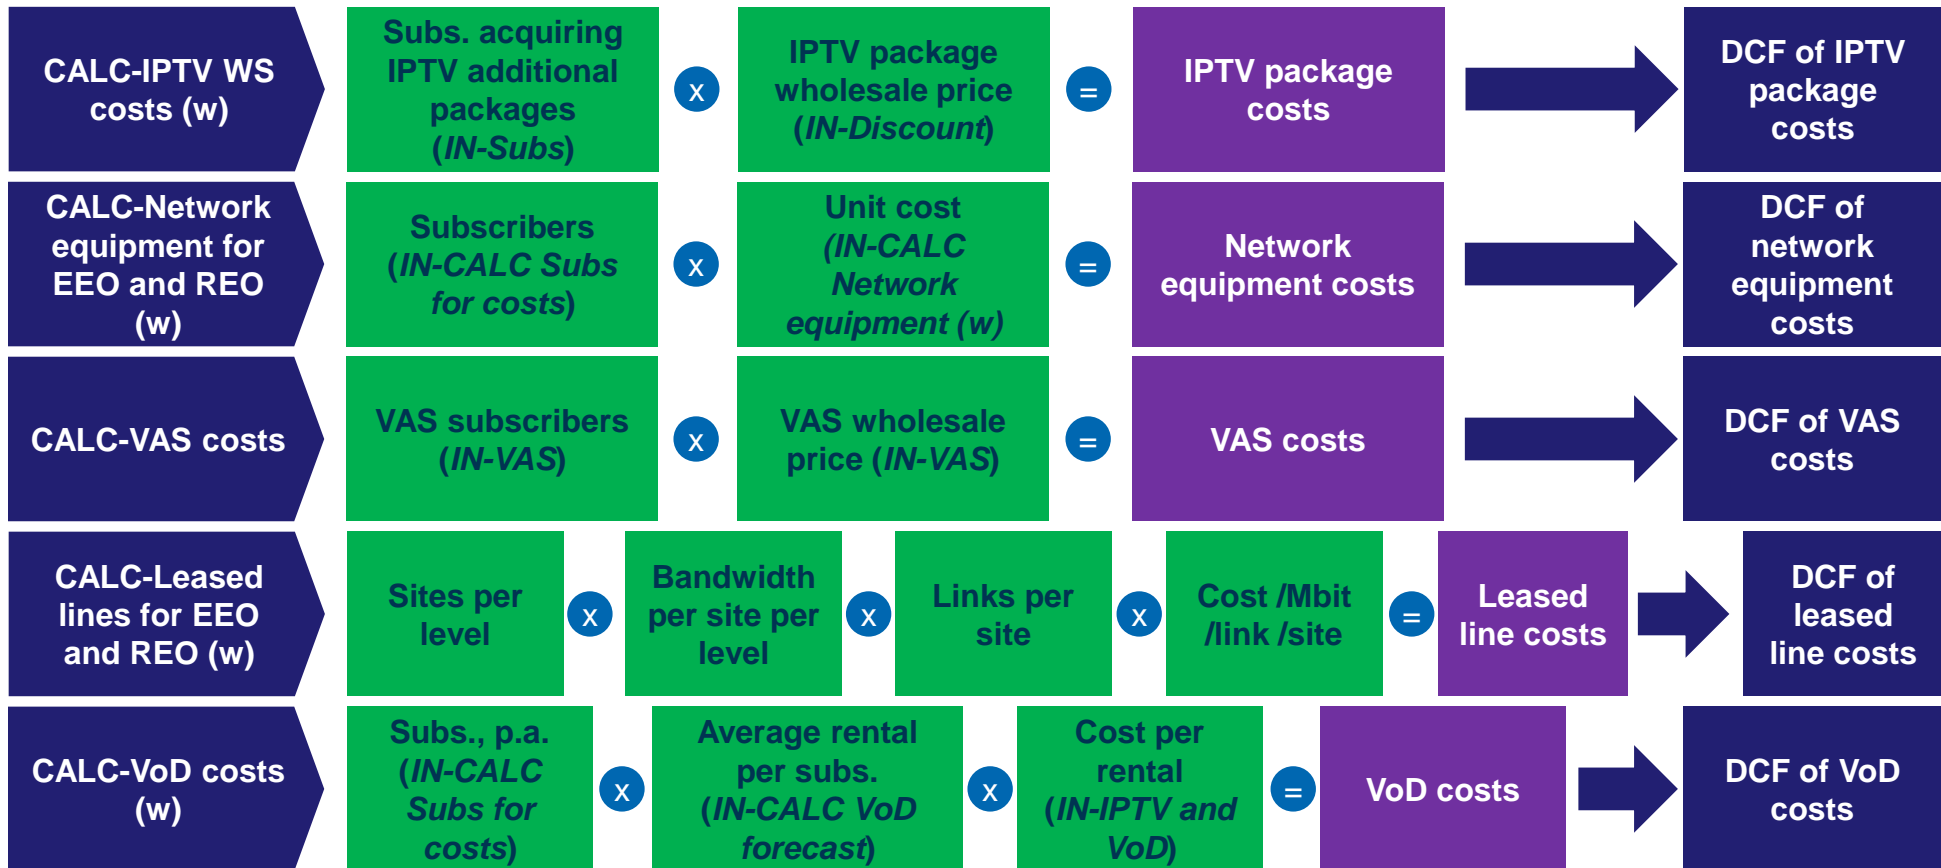 CALC-IPTV WS
costs (w)
Subs. acquiring
IPTV additional
packages
(IN-Subs)
x
IPTV package
wholesale price
(IN-Discount)
=
IPTV package
costs
DCF of IPTV
package
costs
CALC-Network
equipment for
EEO and REO
(w)
Subscribers
(IN-CALC Subs
for costs)
x
Unit cost
(IN-CALC
Network
equipment (w)
=
Network
equipment costs
DCF of
network
equipment
costs
CALC-VAS costs
VAS subscribers
(IN-VAS)
x
VAS wholesale
price (IN-VAS)
=
VAS costs
DCF of VAS
costs
CALC-Leased
lines for EEO
and REO (w)
Sites per
level
x
Bandwidth
per site per
level
x
Links per
site
x
Cost /Mbit
/link /site
=
Leased
line costs
DCF of
leased
line costs
CALC-VoD costs
(w)
Subs., p.a.
(IN-CALC
Subs for
costs)
x
Average rental
per subs.
(IN-CALC VoD
forecast)
x
Cost per
rental
(IN-IPTV and
VoD)
=
VoD costs
DCF of VoD
costs